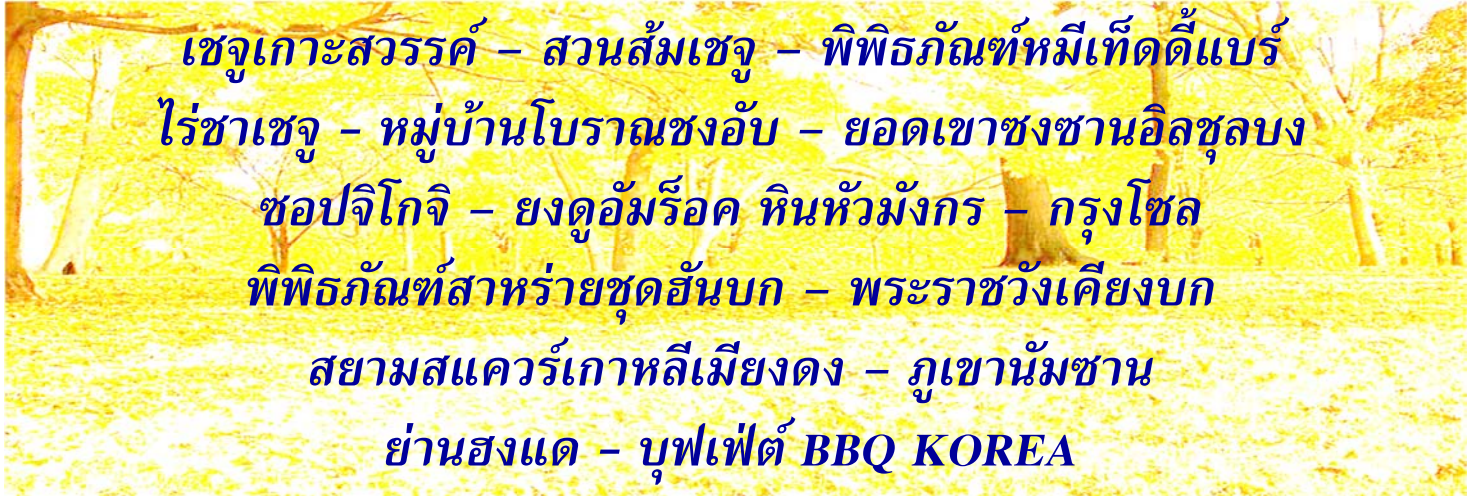 เชจูเกาะสวรรค์ – สวนส้มเชจู – พิพิธภัณฑ์หมีเท็ดดี้แบร์
ไร่ชาเชจู – หมู่บ้านโบราณซงอับ – ยอดเขาซงซานอิลชุลบง
ซอปจิโกจิ – ยงดูอัมร็อค หินหัวมังกร – กรุงโซล
พิพิธภัณฑ์สาหร่ายชุดฮันบก – พระราชวังเคียงบก
สยามสแควร์เกาหลีเมียงดง – ภูเขานัมซาน
ย่านฮงแด – บุฟเฟ่ต์ BBQ KOREA